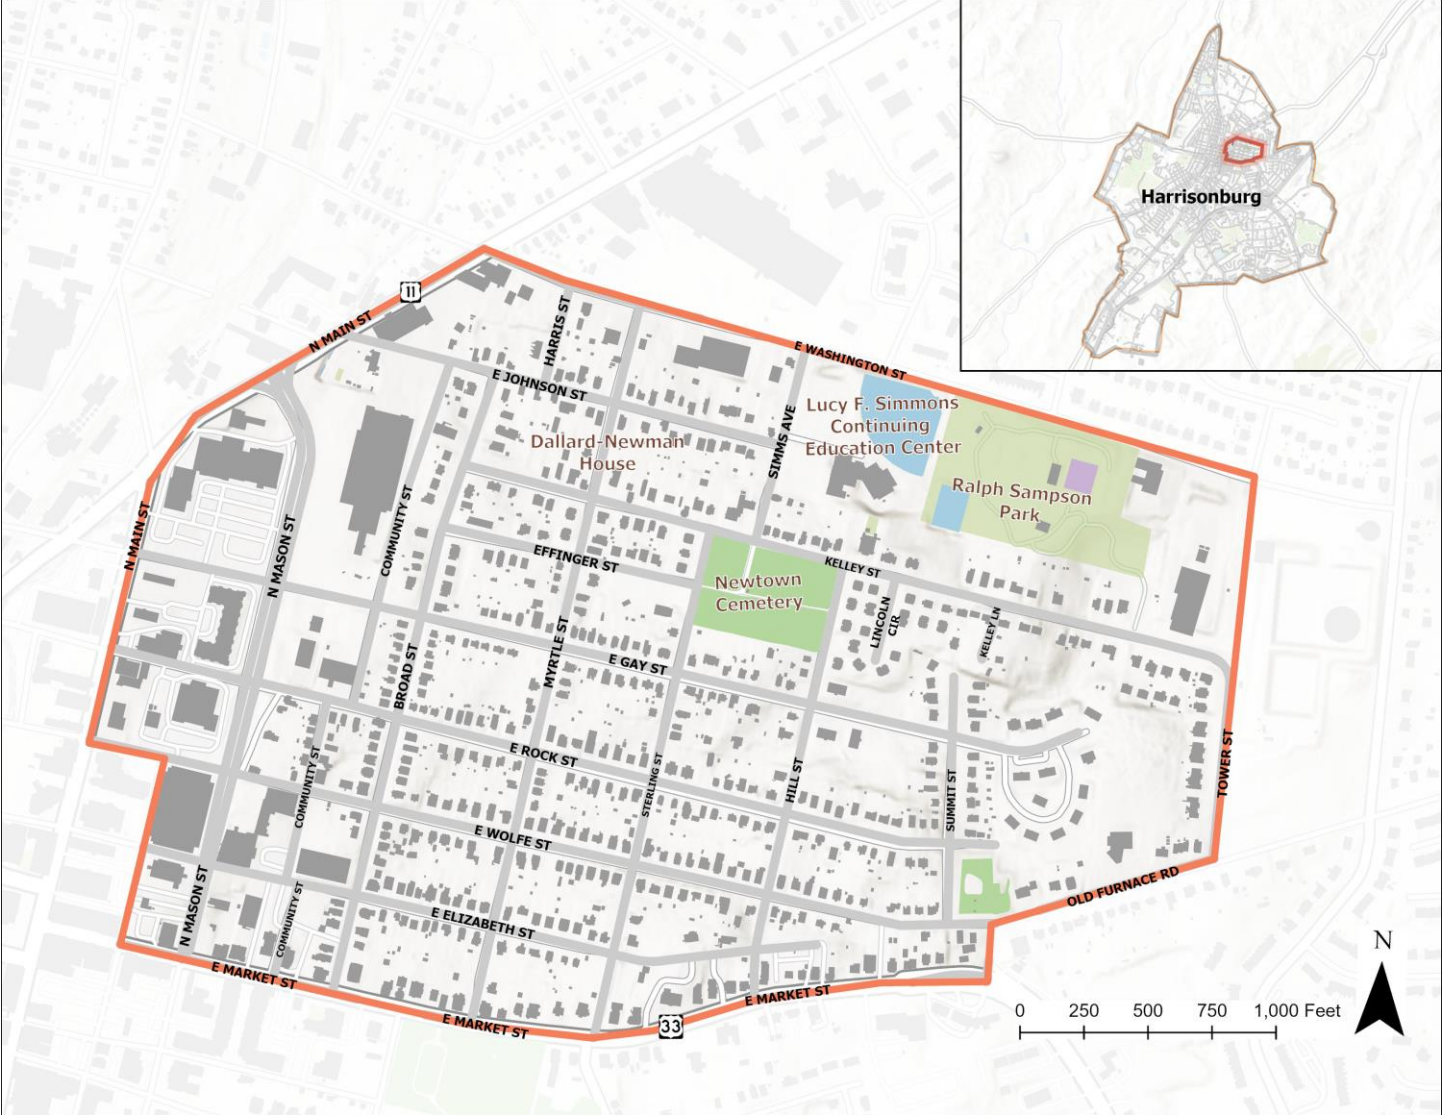 Harrisonburg
11
N MAIN ST
HARRIS ST
E WASHINGTON ST
E JOHNSON ST
Lucy F. Simmons
Continuing
Education Center
SIMMS AVE
Dallard-Newman
House
Ralph Sampson
Park
COMMUNITY ST
N MAIN ST
N MASON ST
EFFINGER ST
KELLEY ST
Newtown
Cemetery
LINCOLN
CIR
KELLEY LN
MYRTLE ST
E GAY ST
BROAD ST
E ROCK ST
TOWER ST
COMMUNITY ST
STERLING ST
HILL ST
SUMMIT ST
E WOLFE ST
OLD FURNACE RD
N MASON ST
COMMUNITY ST
E ELIZABETH ST
E MARKET ST
E MARKET ST
E MARKET ST
33
N
0 250 500 750 1,000 Feet